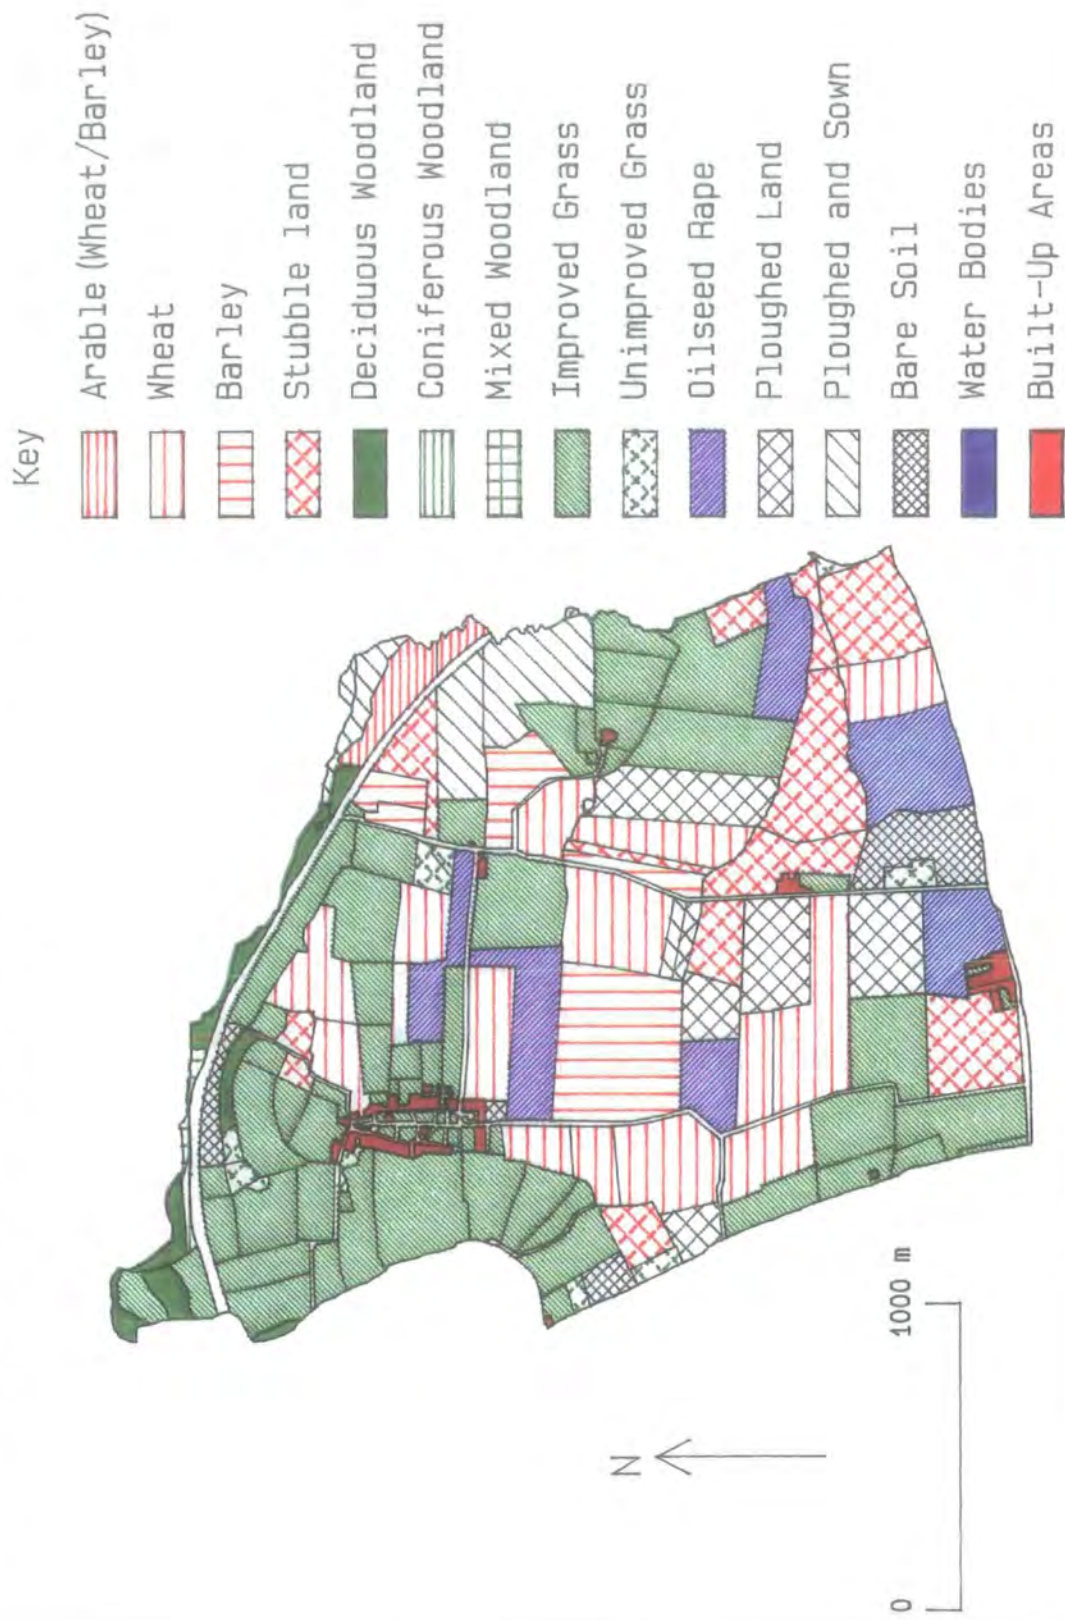 Key
Arable (Wheat/Barley)
Wheat
Barley
Stubble land
Deciduous Woodland
Coniferous Woodland
Mixed Woodland
Improved Grass
Unimproved Grass
Oilseed Rape
Ploughed Land
Ploughed and Sown
Bare Soil
Water Bodies
Built-Up Areas
N
0 1000 m